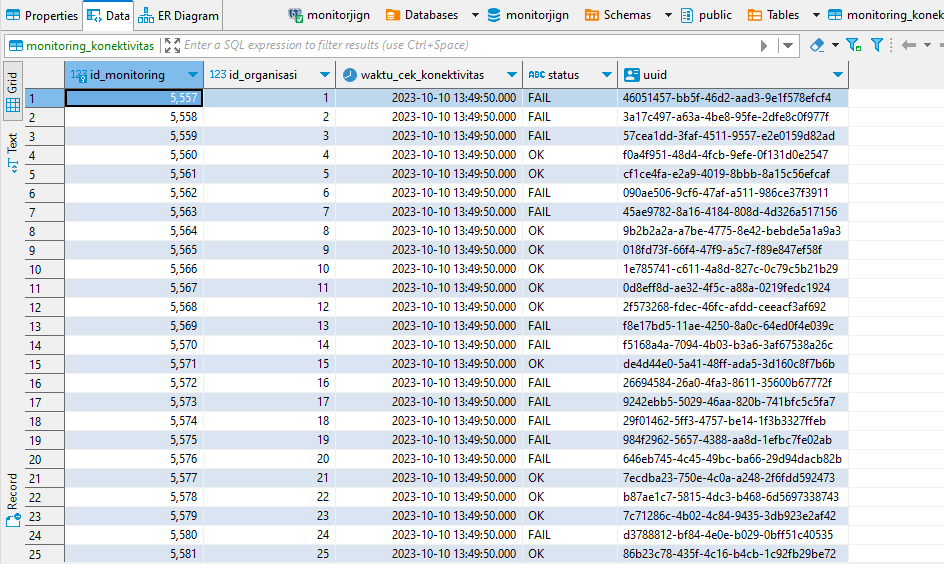 Properties Data ER Diagram monitorjign Databases monitorjign Schemas public Tables monitoring_konek
monitoring_konektivitas Enter a SQL expression to filter results (use Ctrl+Space)
Grid
Text
Record
123 id_monitoring 123 id_organisasi waktu_cek_konektivitas ABC status uuid
1 5,557 1 2023-10-10 13:49:50.000 FAIL 46051457-bb5f-46d2-aad3-9e1f578efcf4
2 5,558 2 2023-10-10 13:49:50.000 FAIL 3a17c497-a63a-4be8-95fe-2dfe8c0f977f
3 5,559 3 2023-10-10 13:49:50.000 FAIL 57cea1dd-3faf-4511-9557-e2e0159d82ad
4 5,560 4 2023-10-10 13:49:50.000 OK f0a4f951-48d4-4fcb-9efe-0f131d0e2547
5 5,561 5 2023-10-10 13:49:50.000 OK cf1ce4fa-e2a9-4019-8bbb-8a15c56efcaf
6 5,562 6 2023-10-10 13:49:50.000 FAIL 090ae506-9cf6-47af-a511-986ce37f3911
7 5,563 7 2023-10-10 13:49:50.000 FAIL 45ae9782-8a16-4184-808d-4d326a517156
8 5,564 8 2023-10-10 13:49:50.000 OK 9b2b2a2a-a7be-4775-8e42-bebde5a1a9a3
9 5,565 9 2023-10-10 13:49:50.000 OK 018fd73f-66f4-47f9-a5c7-f89e847ef58f
10 5,566 10 2023-10-10 13:49:50.000 OK 1e785741-c611-4a8d-827c-0c79c5b21b29
11 5,567 11 2023-10-10 13:49:50.000 OK 0d8eff8d-ae32-4f5c-a88a-0219fedc1924
12 5,568 12 2023-10-10 13:49:50.000 OK 2f573268-fdec-46fc-afdd-ceeacf3af692
13 5,569 13 2023-10-10 13:49:50.000 FAIL f8e17bd5-11ae-4250-8a0c-64ed0f4e039c
14 5,570 14 2023-10-10 13:49:50.000 FAIL f5168a4a-7094-4b03-b3a6-3af67538a26c
15 5,571 15 2023-10-10 13:49:50.000 OK de4d44e0-5a41-48ff-ada5-3d160c8f7b6b
16 5,572 16 2023-10-10 13:49:50.000 FAIL 26694584-26a0-4fa3-8611-35600b67772f
17 5,573 17 2023-10-10 13:49:50.000 FAIL 9242ebb5-5029-46aa-820b-741bfc5c5fa7
18 5,574 18 2023-10-10 13:49:50.000 FAIL 29f01462-5ff3-4757-be14-1f3b3327ffeb
19 5,575 19 2023-10-10 13:49:50.000 FAIL 984f2962-5657-4388-aa8d-1efbc7fe02ab
20 5,576 20 2023-10-10 13:49:50.000 FAIL 646eb745-4c45-49bc-ba66-29d94dacb82b
21 5,577 21 2023-10-10 13:49:50.000 OK 7ecdba23-750e-4c0a-a248-2f6fdd592473
22 5,578 22 2023-10-10 13:49:50.000 OK b87ae1c7-5815-4dc3-b468-6d5697338743
23 5,579 23 2023-10-10 13:49:50.000 OK 7c71286c-4b02-4c84-9435-3db923e2af42
24 5,580 24 2023-10-10 13:49:50.000 FAIL d3788812-bf84-4e0e-b029-0bff51c40535
25 5,581 25 2023-10-10 13:49:50.000 OK 86b23c78-435f-4c16-b4cb-1c92fb29be72